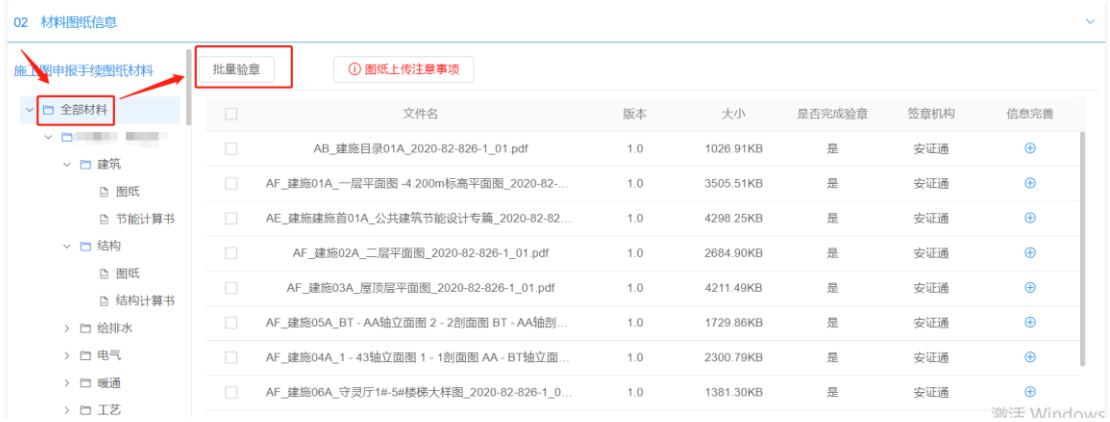 02 材料图纸信息
施工图申报手续图纸材料
批量验章
图纸上传注意事项
全部材料
文件名 版本 大小 是否完成验章 签章机构 信息完善
建筑
图纸
节能计算书
结构
图纸
结构计算书
给排水
电气
暖通
工艺
AB_建施目录01A_2020-82-826-1_01.pdf 1.0 1026.91KB 是 安证通
AF_建施01A_一层平面图 -4.200m标高平面图_2020-82-... 1.0 3505.51KB 是 安证通
AE_建施建施首01A_公共建筑节能设计专篇_2020-82-82... 1.0 4298.25KB 是 安证通
AF_建施02A_二层平面图_2020-82-826-1_01.pdf 1.0 2684.90KB 是 安证通
AF_建施03A_屋顶层平面图_2020-82-826-1_01.pdf 1.0 4211.49KB 是 安证通
AF_建施05A_BT - AA轴立面图 2 - 2剖面图 BT - AA轴剖... 1.0 1729.86KB 是 安证通
AF_建施04A_1 - 43轴立面图 1 - 1剖面图 AA - BT轴立面... 1.0 2300.79KB 是 安证通
AF_建施06A_守灵厅1#-5#楼梯大样图_2020-82-826-1_0... 1.0 1381.30KB 是 安证通
激活 Windows